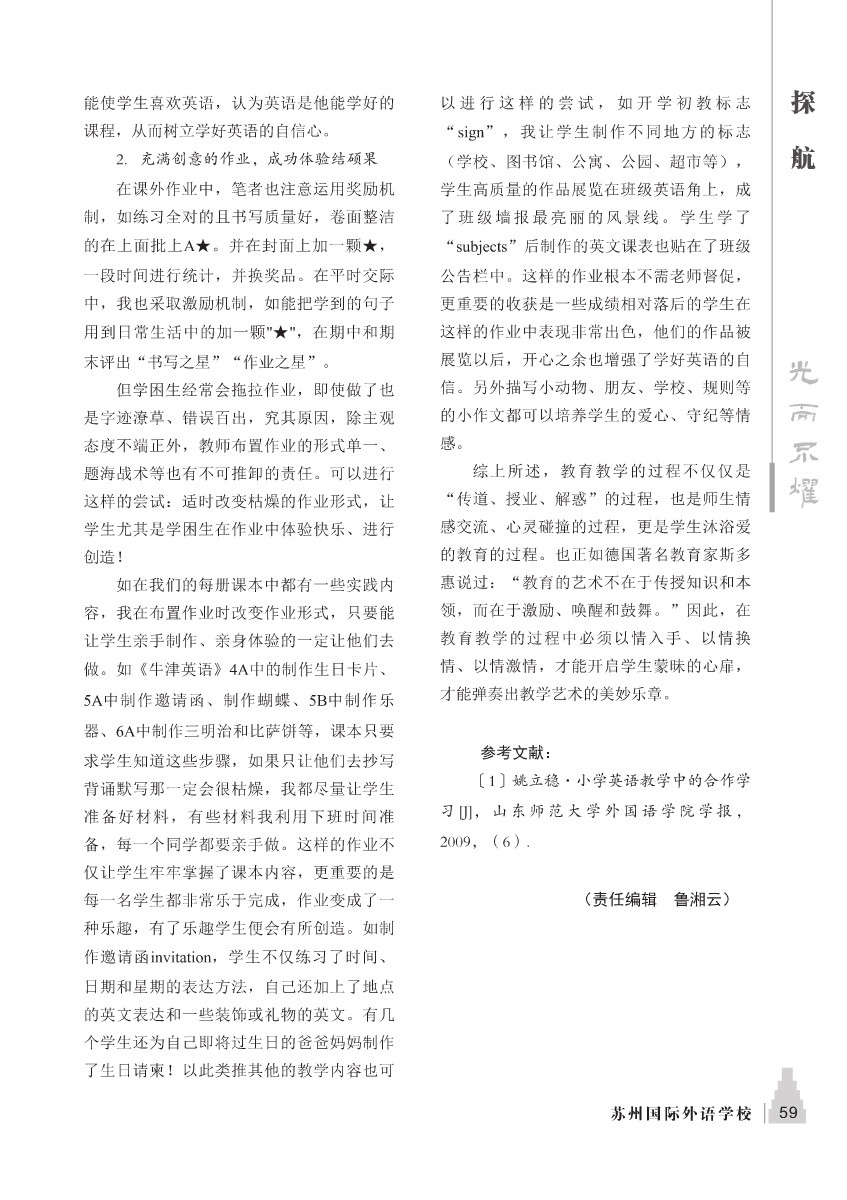 能使学生喜欢英语，认为英语是他能学好的
课程，从而树立学好英语的自信心。
2. 充满创意的作业，成功体验结硕果
在课外作业中，笔者也注意运用奖励机
制，如练习全对的且书写质量好，卷面整洁
的在上面批上A★。并在封面上加一颗★，
一段时间进行统计，并换奖品。在平时交际
中，我也采取激励机制，如能把学到的句子
用到日常生活中的加一颗"★"，在期中和期
末评出“书写之星”“作业之星”。
但学困生经常会拖拉作业，即使做了也
是字迹潦草、错误百出，究其原因，除主观
态度不端正外，教师布置作业的形式单一、
题海战术等也有不可推卸的责任。可以进行
这样的尝试：适时改变枯燥的作业形式，让
学生尤其是学困生在作业中体验快乐、进行
创造！
如在我们的每册课本中都有一些实践内
容，我在布置作业时改变作业形式，只要能
让学生亲手制作、亲身体验的一定让他们去
做。如《牛津英语》4A中的制作生日卡片、
5A中制作邀请函、制作蝴蝶、5B中制作乐
器、6A中制作三明治和比萨饼等，课本只要
求学生知道这些步骤，如果只让他们去抄写
背诵默写那一定会很枯燥，我都尽量让学生
准备好材料，有些材料我利用下班时间准
备，每一个同学都要亲手做。这样的作业不
仅让学生牢牢掌握了课本内容，更重要的是
每一名学生都非常乐于完成，作业变成了一
种乐趣，有了乐趣学生便会有所创造。如制
作邀请函invitation，学生不仅练习了时间、
日期和星期的表达方法，自己还加上了地点
的英文表达和一些装饰或礼物的英文。有几
个学生还为自己即将过生日的爸爸妈妈制作
了生日请柬！以此类推其他的教学内容也可
以进行这样的尝试，如开学初教标志
“sign”，我让学生制作不同地方的标志
（学校、图书馆、公寓、公园、超市等），
学生高质量的作品展览在班级英语角上，成
了班级墙报最亮丽的风景线。学生学了
“subjects”后制作的英文课表也贴在了班级
公告栏中。这样的作业根本不需老师督促，
更重要的收获是一些成绩相对落后的学生在
这样的作业中表现非常出色，他们的作品被
展览以后，开心之余也增强了学好英语的自
信。另外描写小动物、朋友、学校、规则等
的小作文都可以培养学生的爱心、守纪等情
感。
综上所述，教育教学的过程不仅仅是
“传道、授业、解惑”的过程，也是师生情
感交流、心灵碰撞的过程，更是学生沐浴爱
的教育的过程。也正如德国著名教育家斯多
惠说过：“教育的艺术不在于传授知识和本
领，而在于激励、唤醒和鼓舞。”因此，在
教育教学的过程中必须以情入手、以情换
情、以情激情，才能开启学生蒙昧的心扉，
才能弹奏出教学艺术的美妙乐章。
参考文献：
〔1〕姚立稳·小学英语教学中的合作学
习[J]，山东师范大学外国语学院学报，
2009，（6）.
（责任编辑　鲁湘云）
探
航
光
而
不
耀
苏州国际外语学校
59